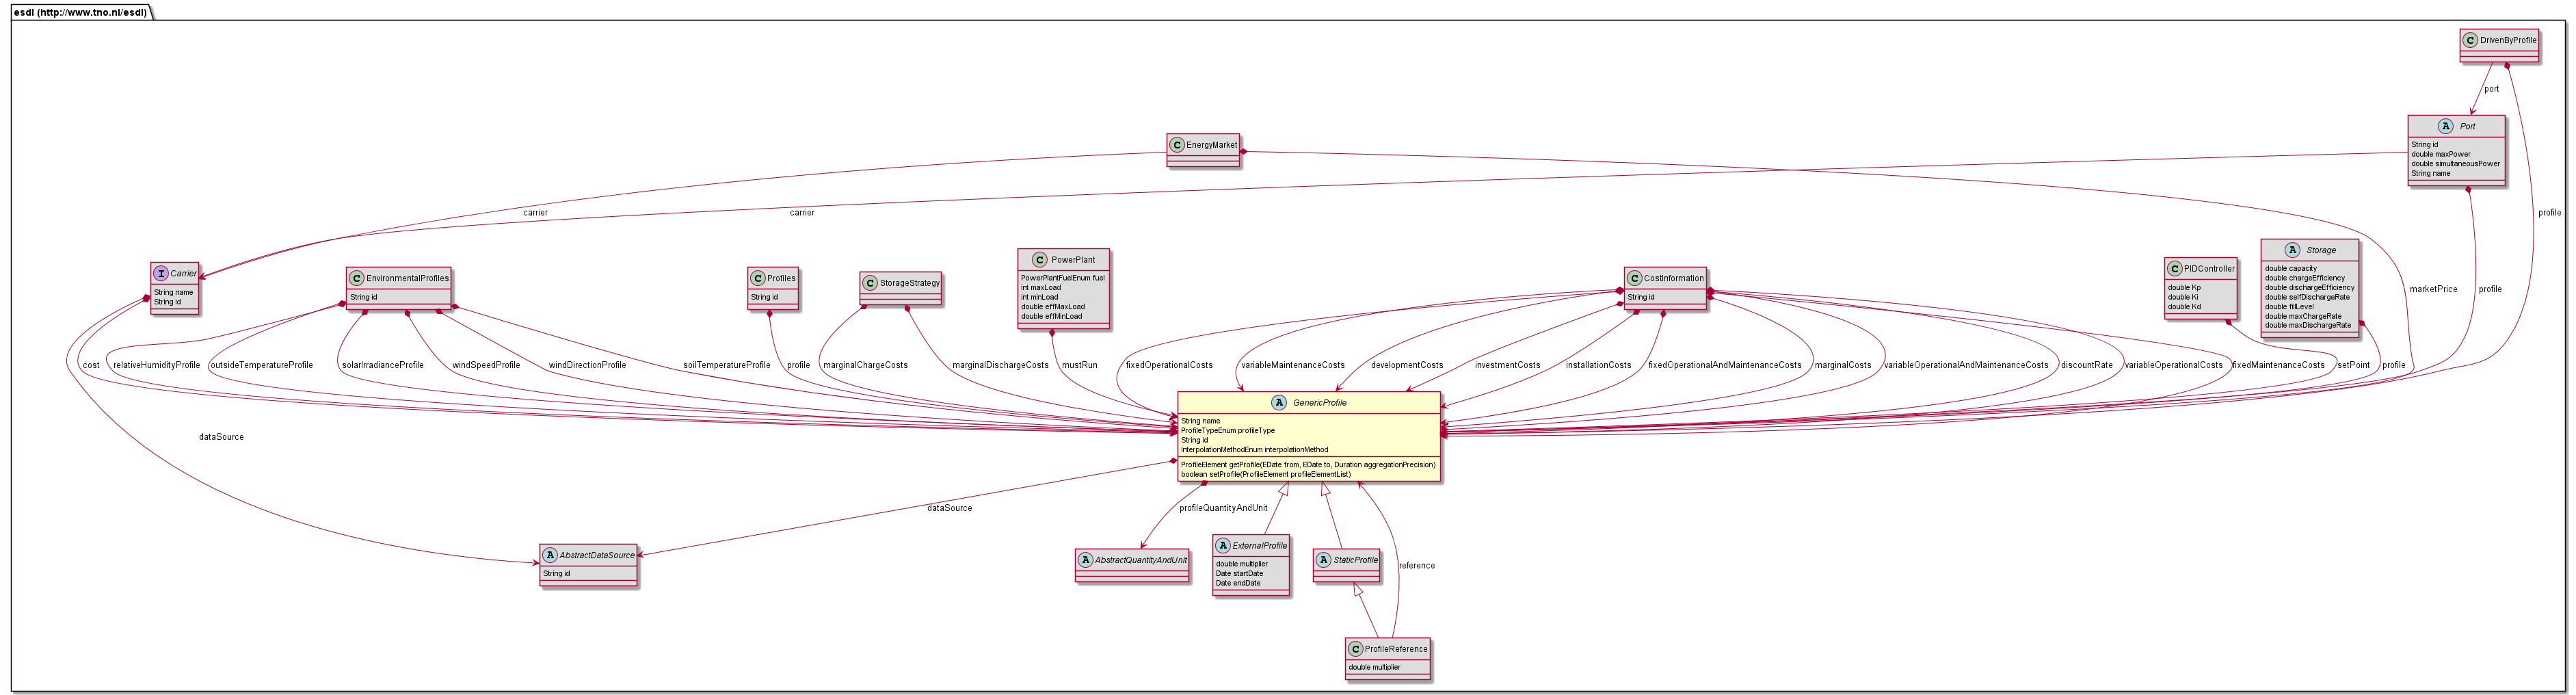 esdl (http://www.tno.nl/esdl)
C DrivenByProfile
port
A Port
String id
double maxPower
double simultaneousPower
String name
C EnergyMarket
carrier
carrier
profile
I Carrier
String name
String id
C EnvironmentalProfiles
String id
C Profiles
String id
C StorageStrategy
C PowerPlant
PowerPlantFuelEnum fuel
int maxLoad
int minLoad
double effMaxLoad
double effMinLoad
C CostInformation
String id
C PIDController
double Kp
double Ki
double Kd
A Storage
double capacity
double chargeEfficiency
double dischargeEfficiency
double selfDischargeRate
double fillLevel
double maxChargeRate
double maxDischargeRate
marketPrice
profile
cost
relativeHumidityProfile
outsideTemperatureProfile
solarIrradianceProfile
windSpeedProfile
windDirectionProfile
soilTemperatureProfile
profile
marginalChargeCosts
marginalDischargeCosts
mustRun
fixedOperationalCosts
variableMaintenanceCosts
developmentCosts
investmentCosts
installationCosts
fixedOperationalAndMaintenanceCosts
marginalCosts
variableOperationalAndMaintenanceCosts
discountRate
variableOperationalCosts
fixedMaintenanceCosts
setPoint
profile
A GenericProfile
String name
ProfileTypeEnum profileType
String id
InterpolationMethodEnum interpolationMethod
ProfileElement getProfile(EDate from, EDate to, Duration aggregationPrecision)
boolean setProfile(ProfileElement profileElementList)
dataSource
dataSource
profileQuantityAndUnit
A AbstractDataSource
String id
A AbstractQuantityAndUnit
A ExternalProfile
double multiplier
Date startDate
Date endDate
A StaticProfile
reference
C ProfileReference
double multiplier